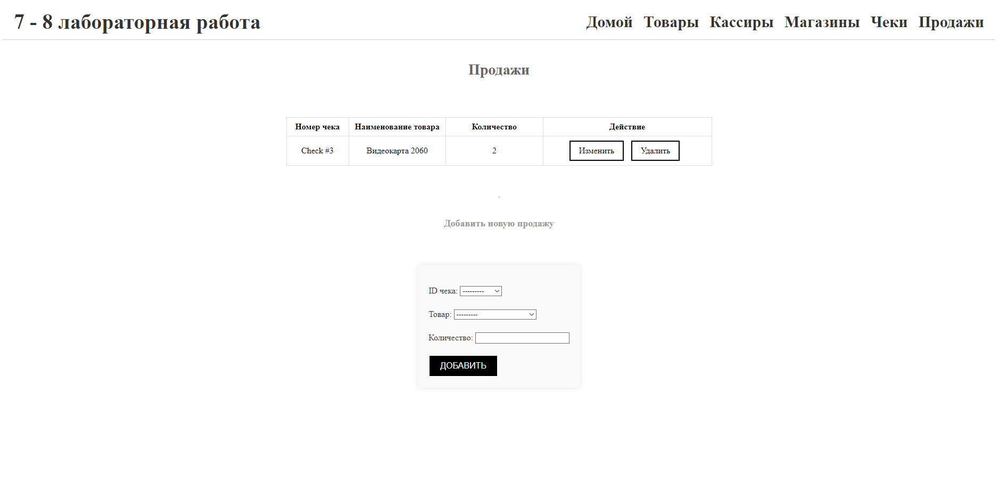 7 - 8 лабораторная работа
Домой Товары Кассиры Магазины Чеки Продажи
Продажи
Номер чека Наименование товара Количество Действие
Check #3 Видеокарта 2060 2 Изменить Удалить
Добавить новую продажу
ID чека: ---------
Товар: ---------
Количество:
ДОБАВИТЬ